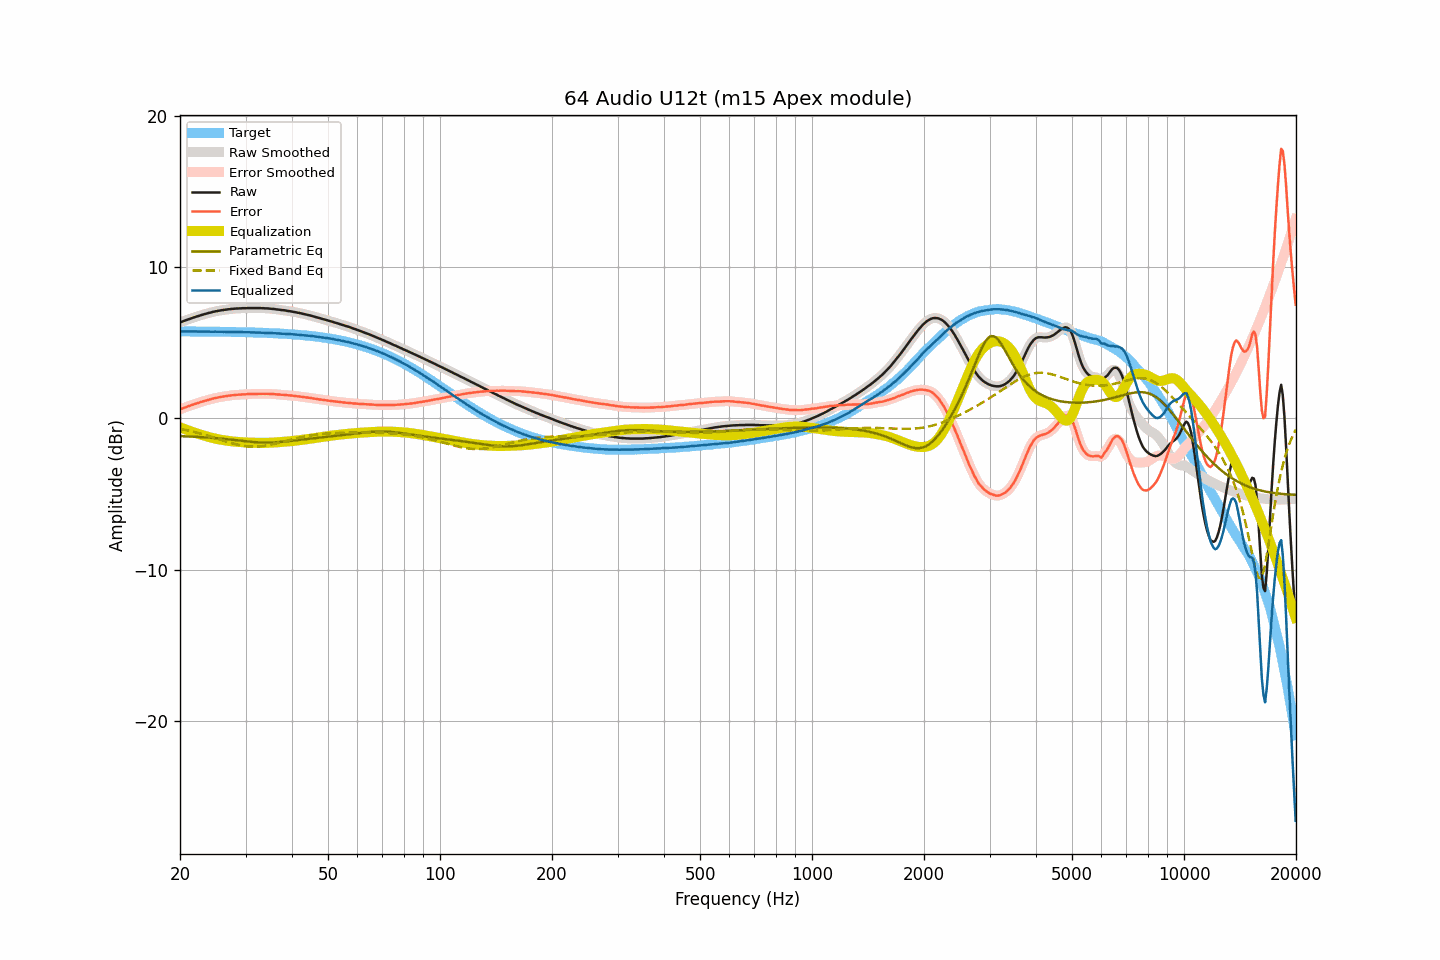 64 Audio U12t (m15 Apex module)
20
10
0
−10
−20
Amplitude (dBr)
Target
Raw Smoothed
Error Smoothed
Raw
Error
Equalization
Parametric Eq
Fixed Band Eq
Equalized
20 50 100 200 500 1000 2000 5000 10000 20000
Frequency (Hz)